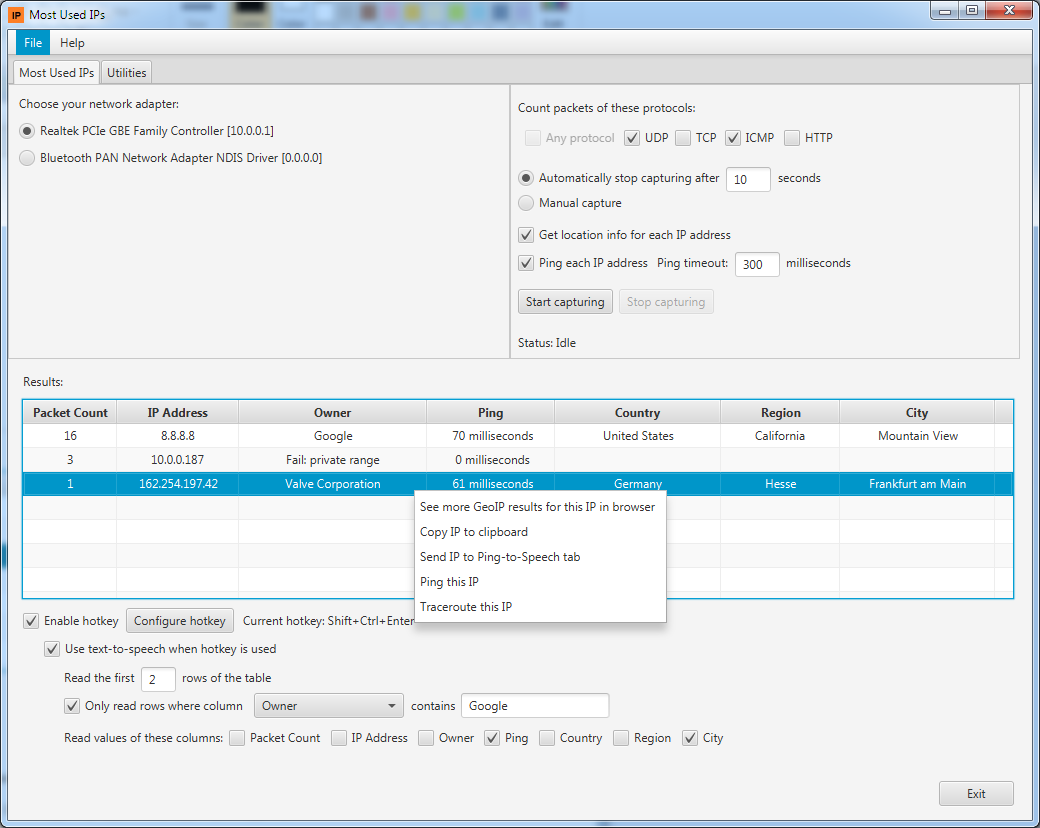 IP Most Used IPs
File Help
Most Used IPs Utilities
Choose your network adapter:
Realtek PCIe GBE Family Controller [10.0.0.1]
Bluetooth PAN Network Adapter NDIS Driver [0.0.0.0]
Count packets of these protocols:
Any protocol UDP TCP ICMP HTTP
Automatically stop capturing after 10 seconds
Manual capture
Get location info for each IP address
Ping each IP address Ping timeout: 300 milliseconds
Start capturing Stop capturing
Status: Idle
Results:
Packet Count IP Address Owner Ping Country Region City
16 8.8.8.8 Google 70 milliseconds United States California Mountain View
3 10.0.0.187 Fail: private range 0 milliseconds
1 162.254.197.42 Valve Corporation 61 milliseconds Germany Hesse Frankfurt am Main
See more GeoIP results for this IP in browser
Copy IP to clipboard
Send IP to Ping-to-Speech tab
Ping this IP
Traceroute this IP
Enable hotkey Configure hotkey Current hotkey: Shift+Ctrl+Enter
Use text-to-speech when hotkey is used
Read the first 2 rows of the table
Only read rows where column Owner contains Google
Read values of these columns: Packet Count IP Address Owner Ping Country Region City
Exit